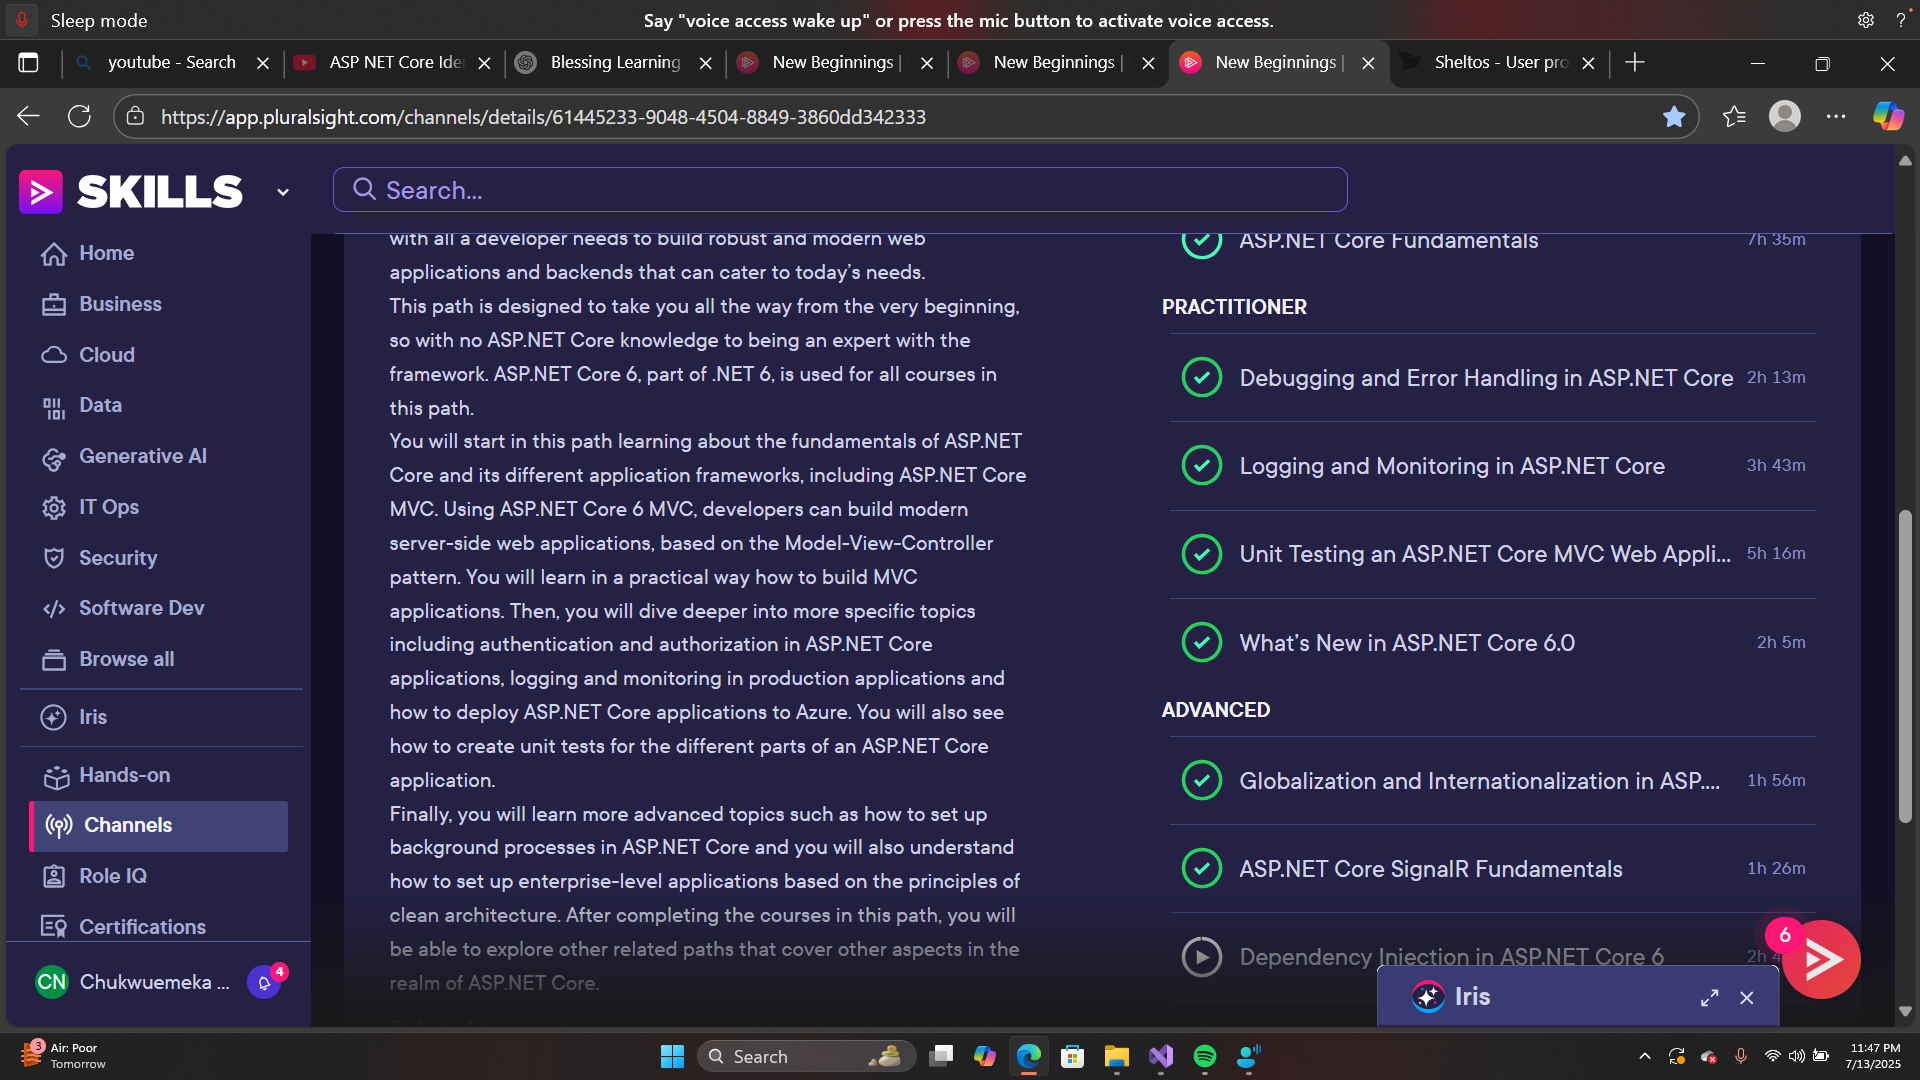 Sleep mode
Say "voice access wake up" or press the mic button to activate voice access.
youtube - Search
ASP NET Core Ide
Blessing Learning
New Beginnings |
New Beginnings |
New Beginnings |
Sheltos - User pro
https://app.pluralsight.com/channels/details/61445233-9048-4504-8849-3860dd342333
SKILLS
Search...
Home
Business
Cloud
Data
Generative AI
IT Ops
Security
Software Dev
Browse all
Iris
Hands-on
Channels
Role IQ
Certifications
CN
Chukwuemeka ...
4
with all a developer needs to build robust and modern web
applications and backends that can cater to today's needs.
This path is designed to take you all the way from the very beginning,
so with no ASP.NET Core knowledge to being an expert with the
framework. ASP.NET Core 6, part of .NET 6, is used for all courses in
this path.
You will start in this path learning about the fundamentals of ASP.NET
Core and its different application frameworks, including ASP.NET Core
MVC. Using ASP.NET Core 6 MVC, developers can build modern
server-side web applications, based on the Model-View-Controller
pattern. You will learn in a practical way how to build MVC
applications. Then, you will dive deeper into more specific topics
including authentication and authorization in ASP.NET Core
applications, logging and monitoring in production applications and
how to deploy ASP.NET Core applications to Azure. You will also see
how to create unit tests for the different parts of an ASP.NET Core
application.
Finally, you will learn more advanced topics such as how to set up
background processes in ASP.NET Core and you will also understand
how to set up enterprise-level applications based on the principles of
clean architecture. After completing the courses in this path, you will
be able to explore other related paths that cover other aspects in the
realm of ASP.NET Core.
ASP.NET Core Fundamentals 7h 35m
PRACTITIONER
Debugging and Error Handling in ASP.NET Core 2h 13m
Logging and Monitoring in ASP.NET Core 3h 43m
Unit Testing an ASP.NET Core MVC Web Appli... 5h 16m
What's New in ASP.NET Core 6.0 2h 5m
ADVANCED
Globalization and Internationalization in ASP.... 1h 56m
ASP.NET Core SignalR Fundamentals 1h 26m
Dependency Injection in ASP.NET Core 6 2h
6
Iris
3
Air: Poor
Tomorrow
Search
11:47 PM
7/13/2025